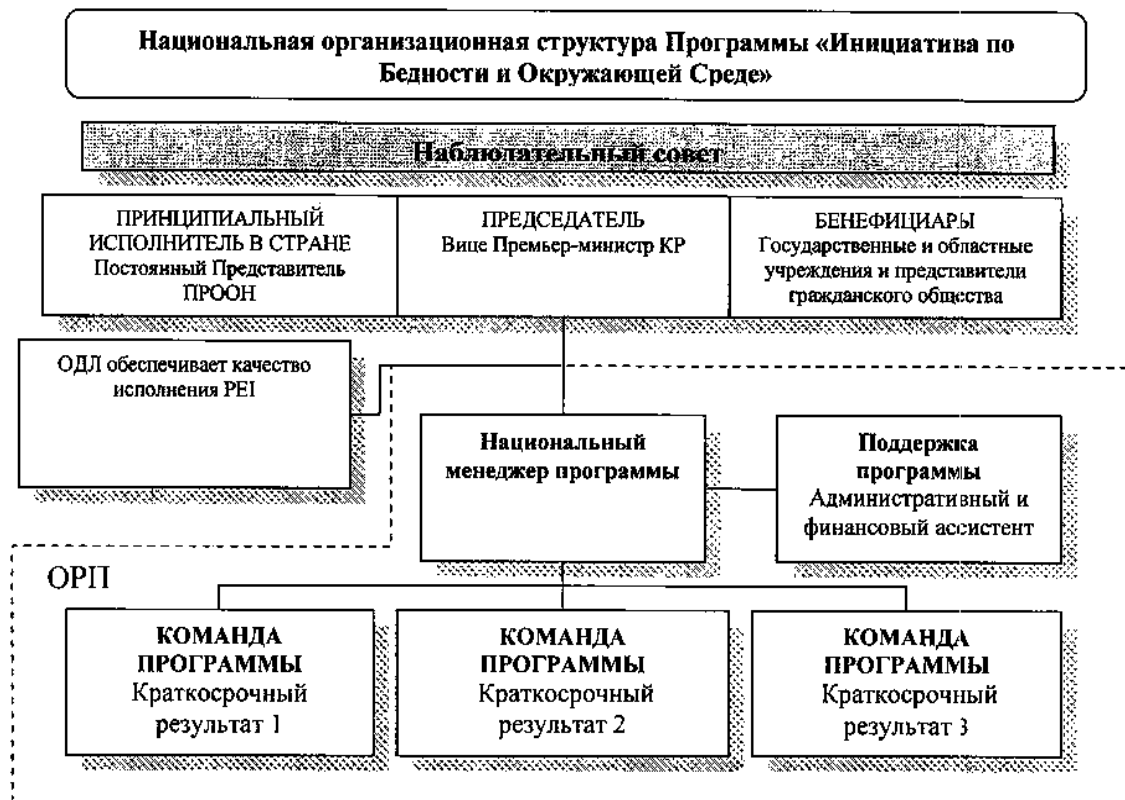 Национальная организационная структура Программы «Инициатива по
Бедности и Окружающей Среде»
Наблюдательный совет
ПРИНЦИПИАЛЬНЫЙ
ИСПОЛНИТЕЛЬ В СТРАНЕ
Постоянный Представитель
ПРООН
ПРЕДСЕДАТЕЛЬ
Вице Премьер-министр КР
БЕНЕФИЦИАРЫ
Государственные и областные
учреждения и представители
гражданского общества
ОДЛ обеспечивает качество
исполнения PEI
Национальный
менеджер программы
Поддержка
программы
Административный и
финансовый ассистент
ОРП
КОМАНДА
ПРОГРАММЫ
Краткосрочный
результат 1
КОМАНДА
ПРОГРАММЫ
Краткосрочный
результат 2
КОМАНДА
ПРОГРАММЫ
Краткосрочный
результат 3